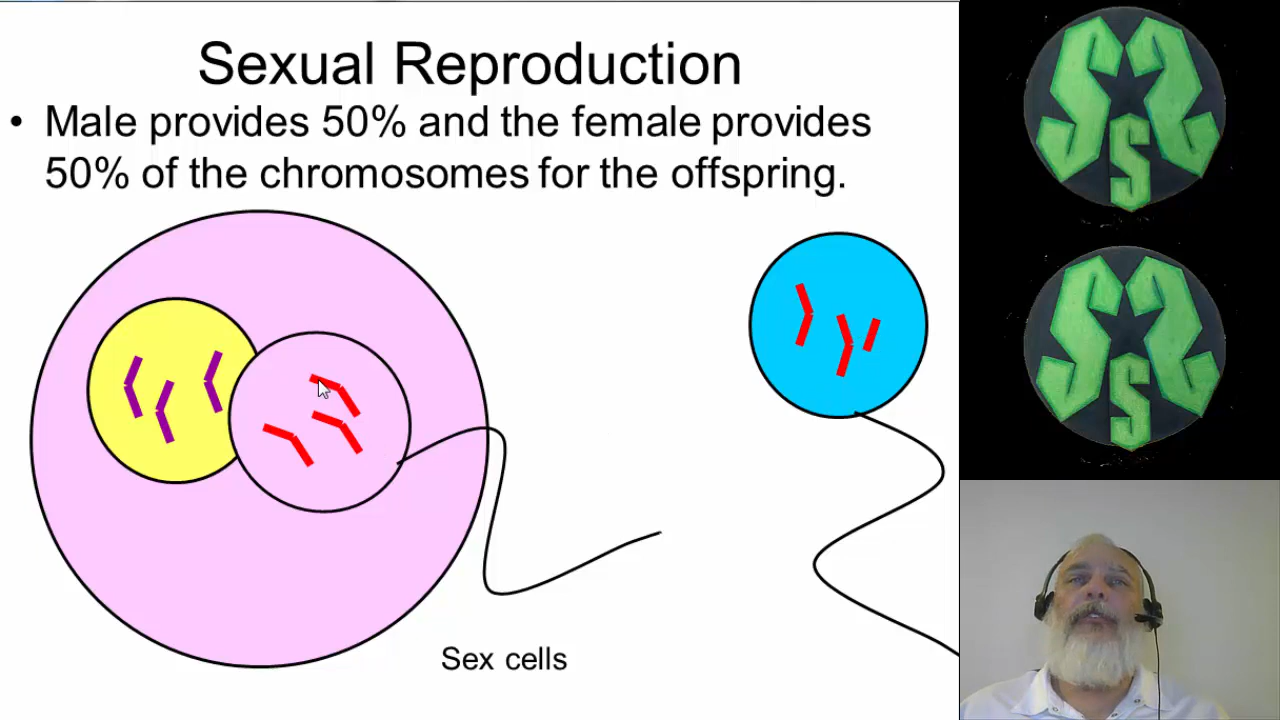 Sexual Reproduction
• Male provides 50% and the female provides
50% of the chromosomes for the offspring.
Sex cells
S S
S
S S
S